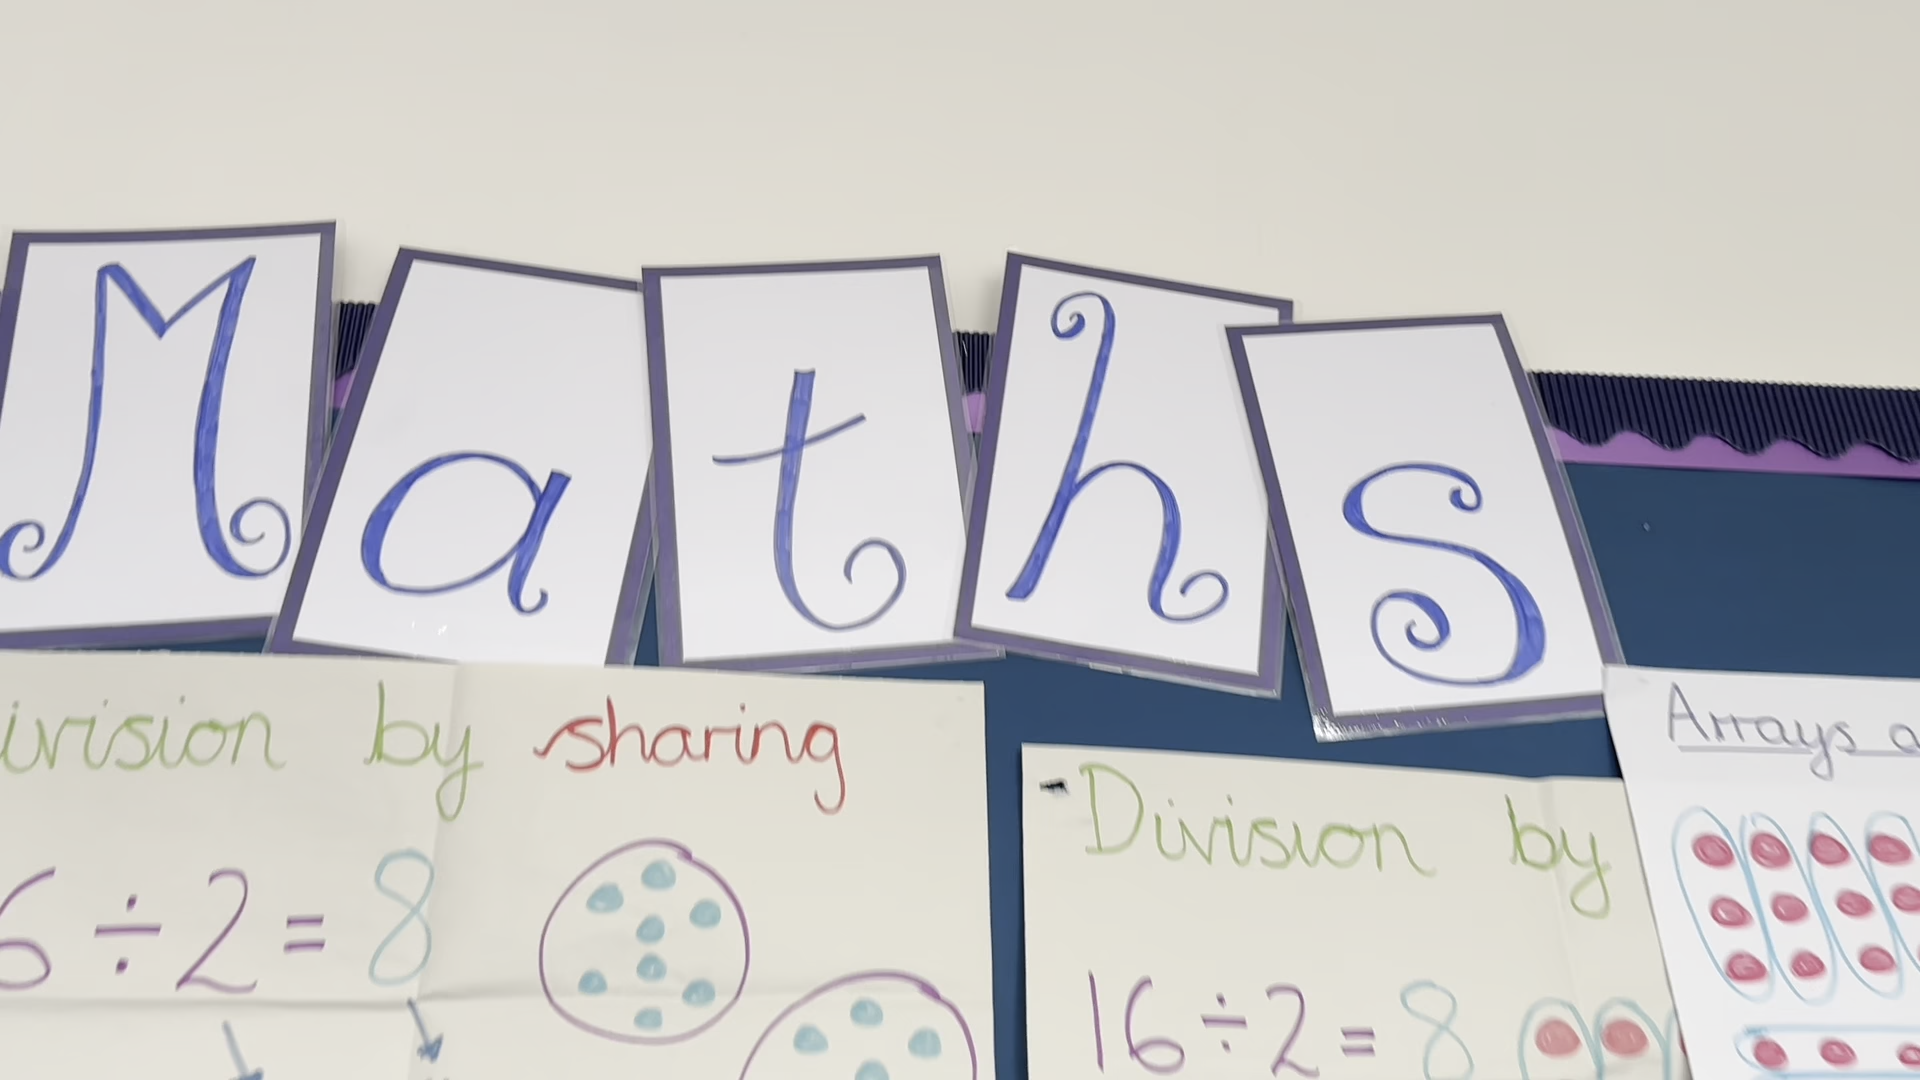 Maths
ivision by sharing
6 ÷ 2 = 8
Division by
16 ÷ 2 = 8
Arrays a